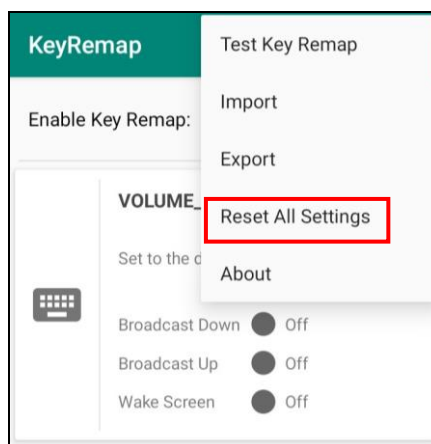 KeyRemap
Test Key Remap
Import
Enable Key Remap:
Export
VOLUME_
Reset All Settings
Set to the d
About
Broadcast Down Off
Broadcast Up Off
Wake Screen Off